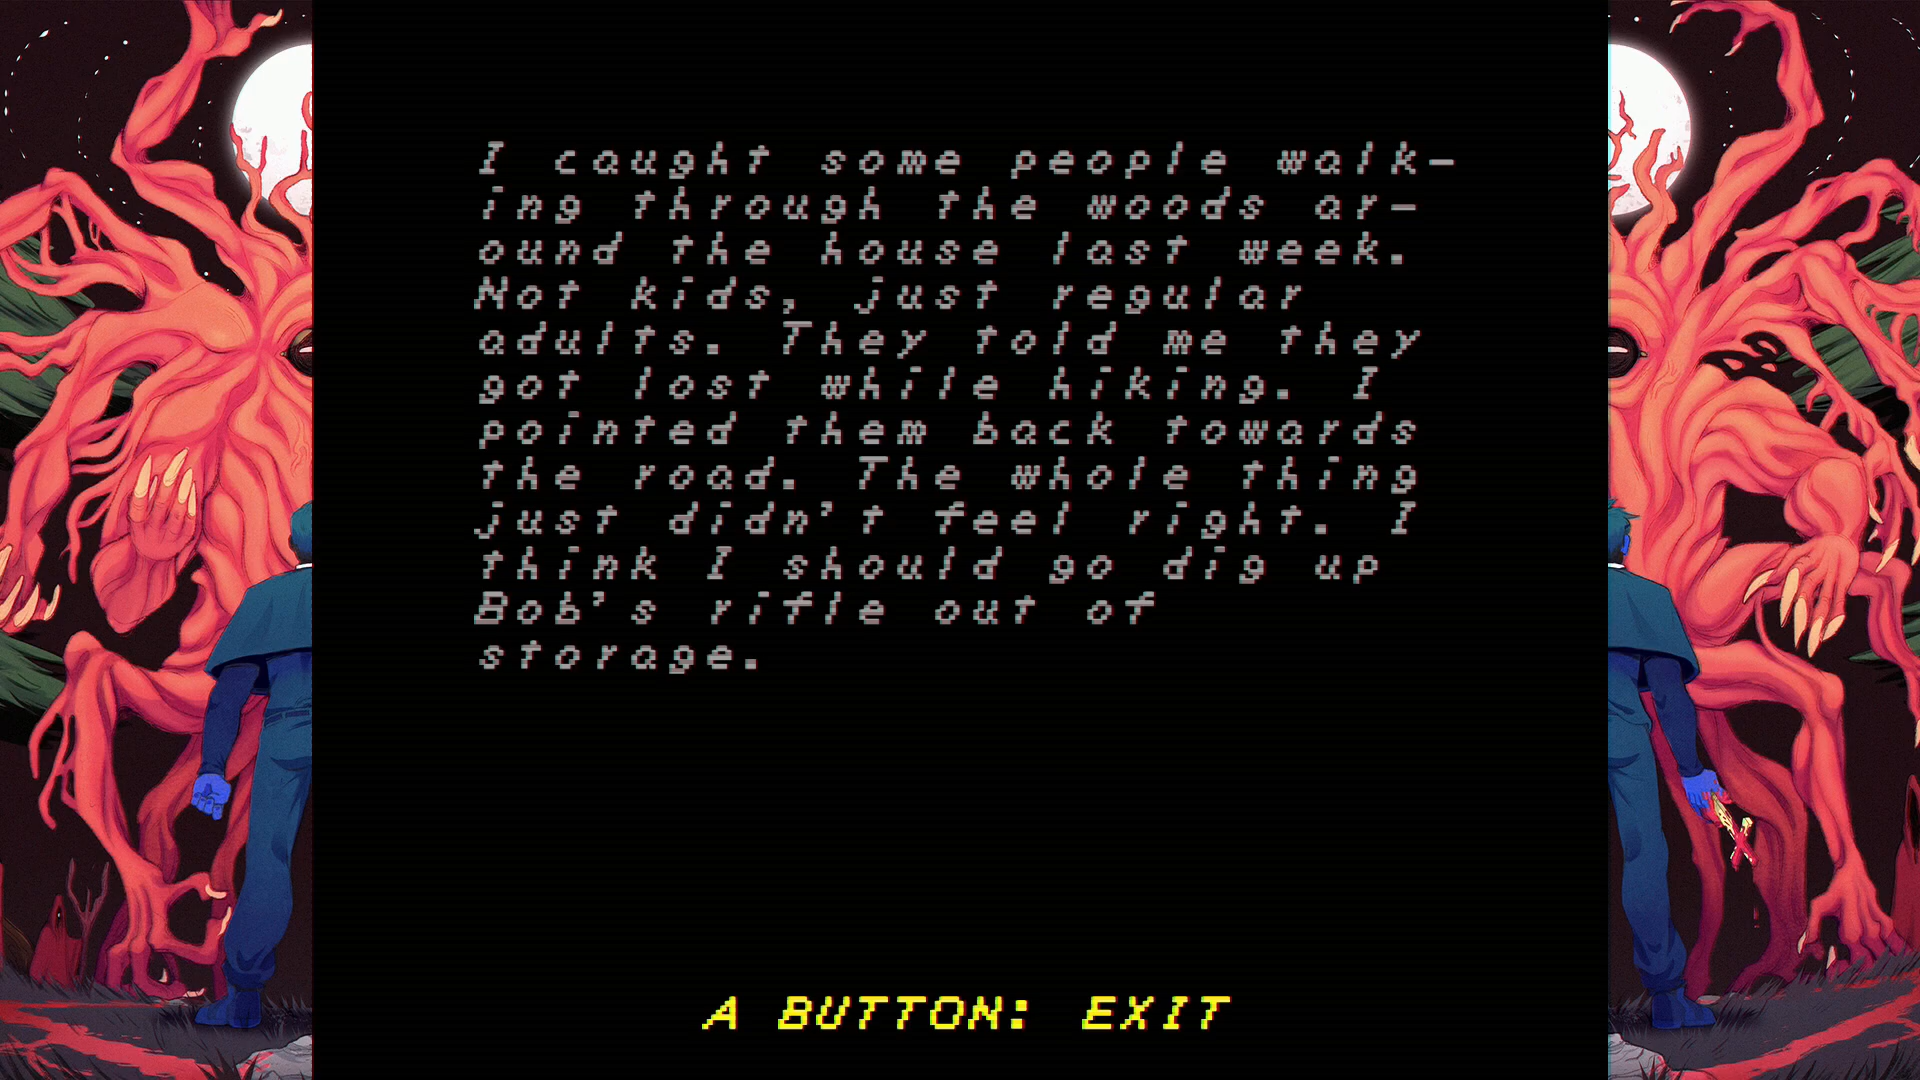 I caught some people walk-
ing through the woods ar-
ound the house last week.
Not kids, just regular
adults. They told me they
got lost while hiking. I
pointed them back towards
the road. The whole thing
just didn't feel right. I
think I should go dig up
Bob's rifle out of
storage.
A BUTTON: EXIT